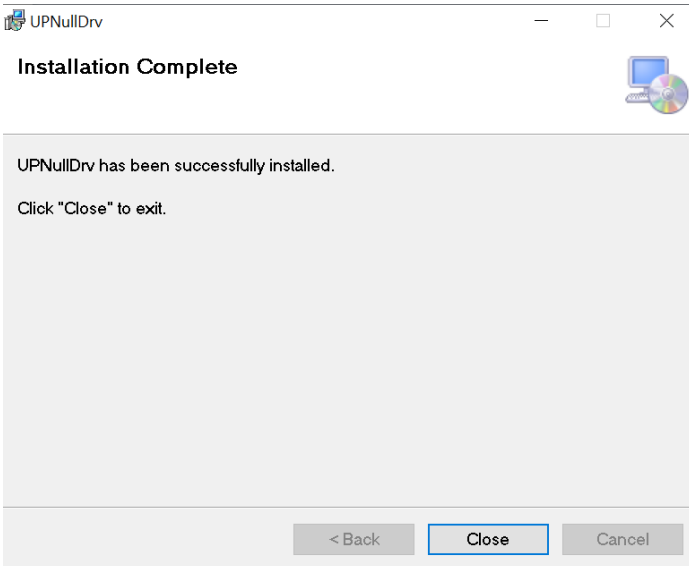 UPNullDrv
Installation Complete
UPNullDrv has been successfully installed.
Click "Close" to exit.
< Back
Close
Cancel